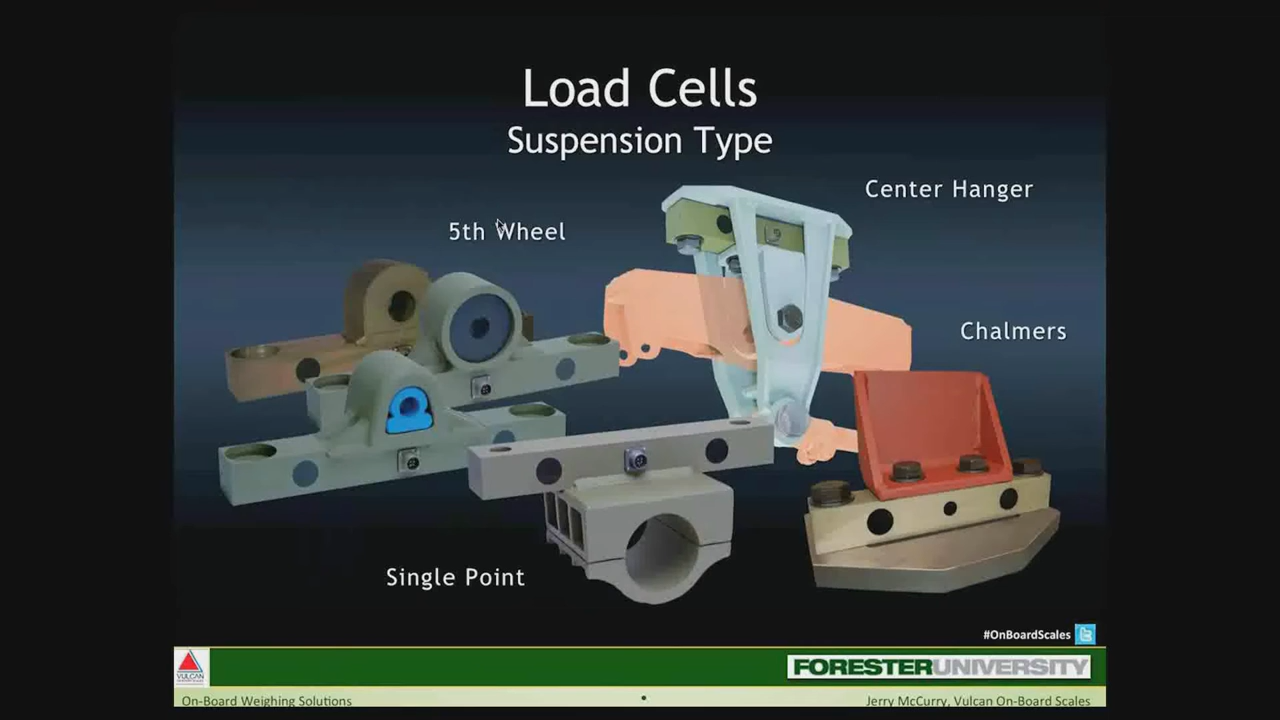 Load Cells
Suspension Type
Center Hanger
5th Wheel
Chalmers
Single Point
#OnBoardScales
VULCAN
FORESTERUNIVERSITY
On-Board Weighing Solutions
Jerry McCurry, Vulcan On-Board Scales